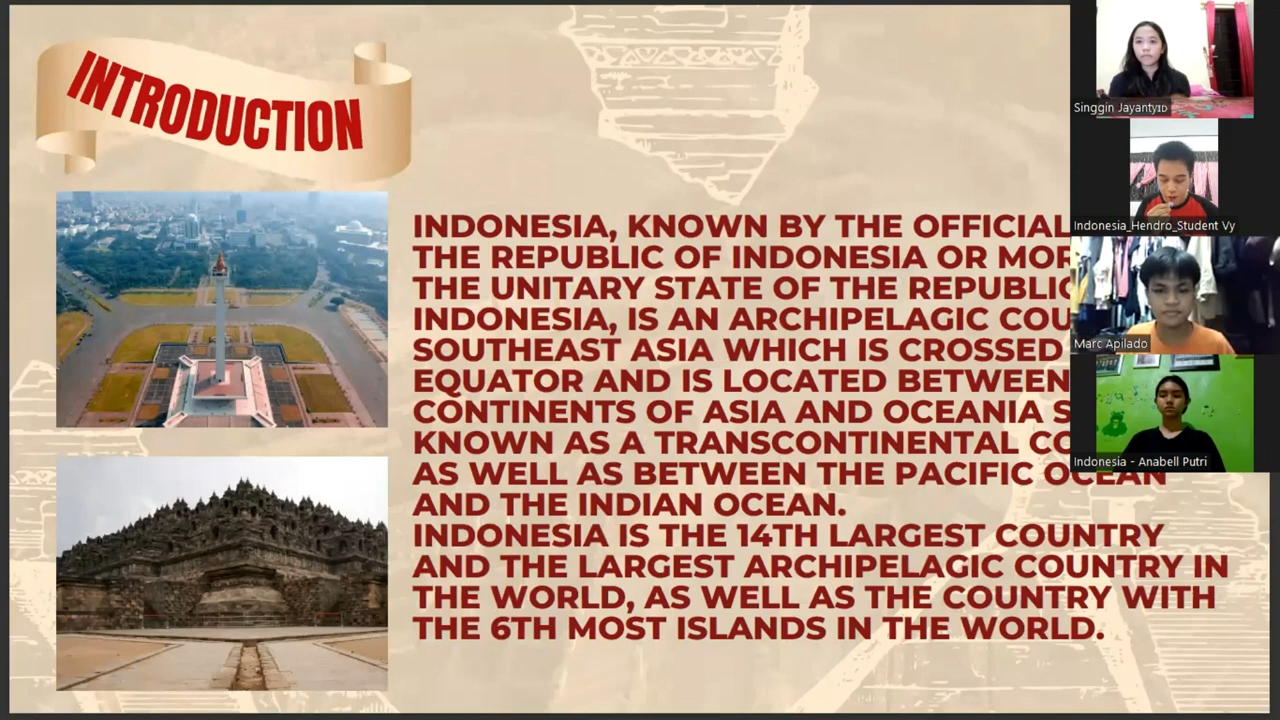 INTRODUCTION
INDONESIA, KNOWN BY THE OFFICIAL
THE REPUBLIC OF INDONESIA OR
THE UNITARY STATE OF THE REPUBLIC
INDONESIA, IS AN ARCHIPELAGIC
SOUTHEAST ASIA WHICH IS CROSSED
EQUATOR AND IS LOCATED BETWEEN
CONTINENTS OF ASIA AND OCEANIA
KNOWN AS A TRANSCONTINENTAL
AS WELL AS BETWEEN THE PACIFIC OCEAN
AND THE INDIAN OCEAN.
INDONESIA IS THE 14TH LARGEST COUNTRY
AND THE LARGEST ARCHIPELAGIC COUNTRY IN
THE WORLD, AS WELL AS THE COUNTRY WITH
THE 6TH MOST ISLANDS IN THE WORLD.
Singgin Jayantyɪᴅ
Indonesia_Hendro_Student Vy
Marc Apilado
Indonesia - Anabell Putri